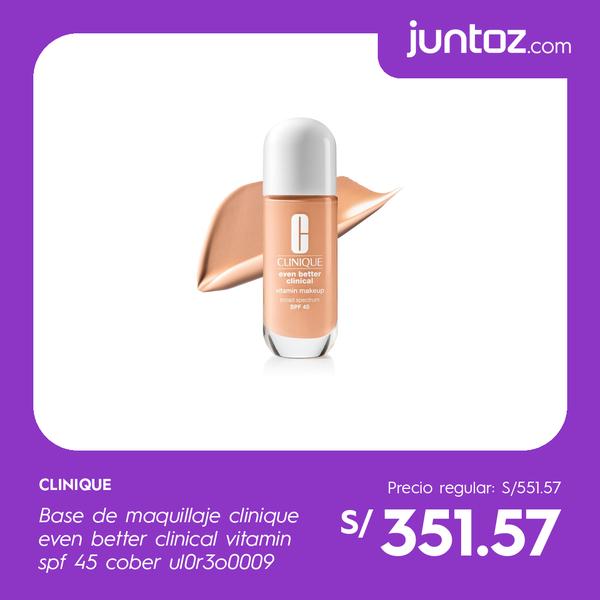 juntoz.com
C
CLINIQUE
even better
clinical
vitamin makeup
broad spectrum
SPF 45
CLINIQUE
Base de maquillaje clinique
even better clinical vitamin
spf 45 cober ul0r3o0009
Precio regular: S/551.57
S/ 351.57